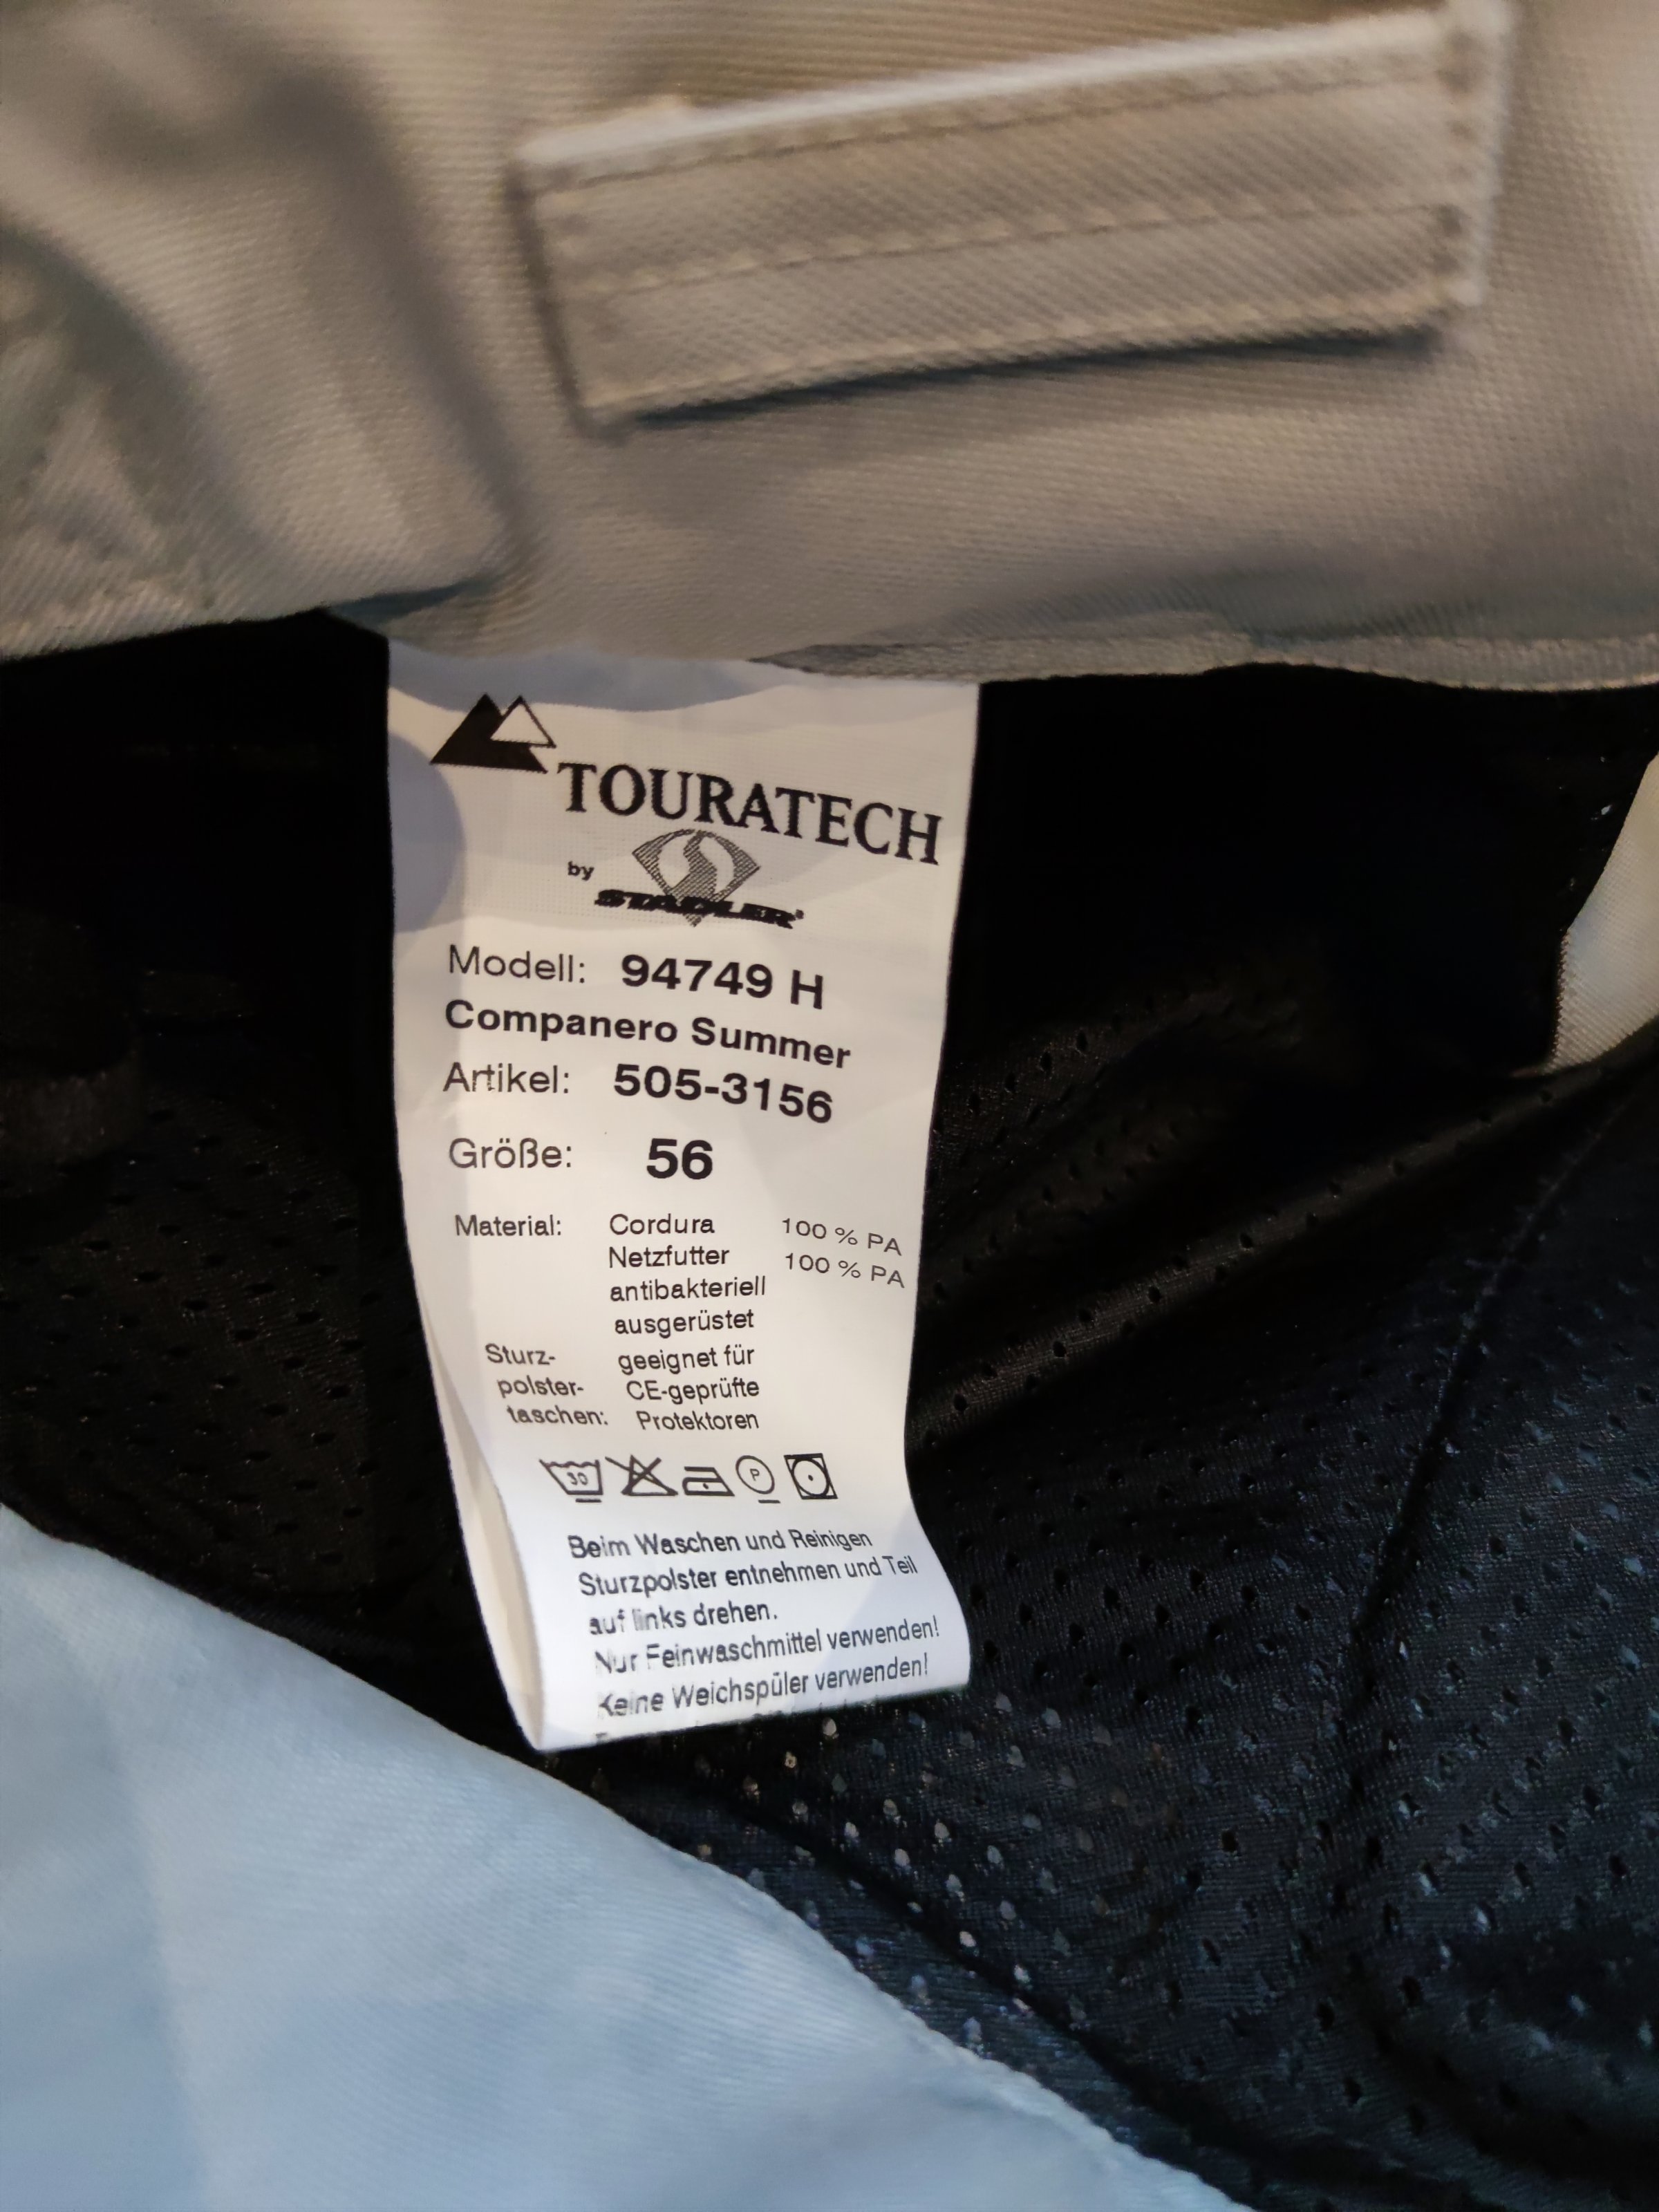 TOURATECH
by STADLER
Modell: 94749 H
Companero Summer
Artikel: 505-3156
Größe: 56
Material: Cordura 100 % PA
Netzfutter 100 % PA
antibakteriell
ausgerüstet
Sturz- geeignet für
polster- CE-geprüfte
taschen: Protektoren
30 P
Beim Waschen und Reinigen
Sturzpolster entnehmen und Teil
auf links drehen.
Nur Feinwaschmittel verwenden!
Keine Weichspüler verwenden!